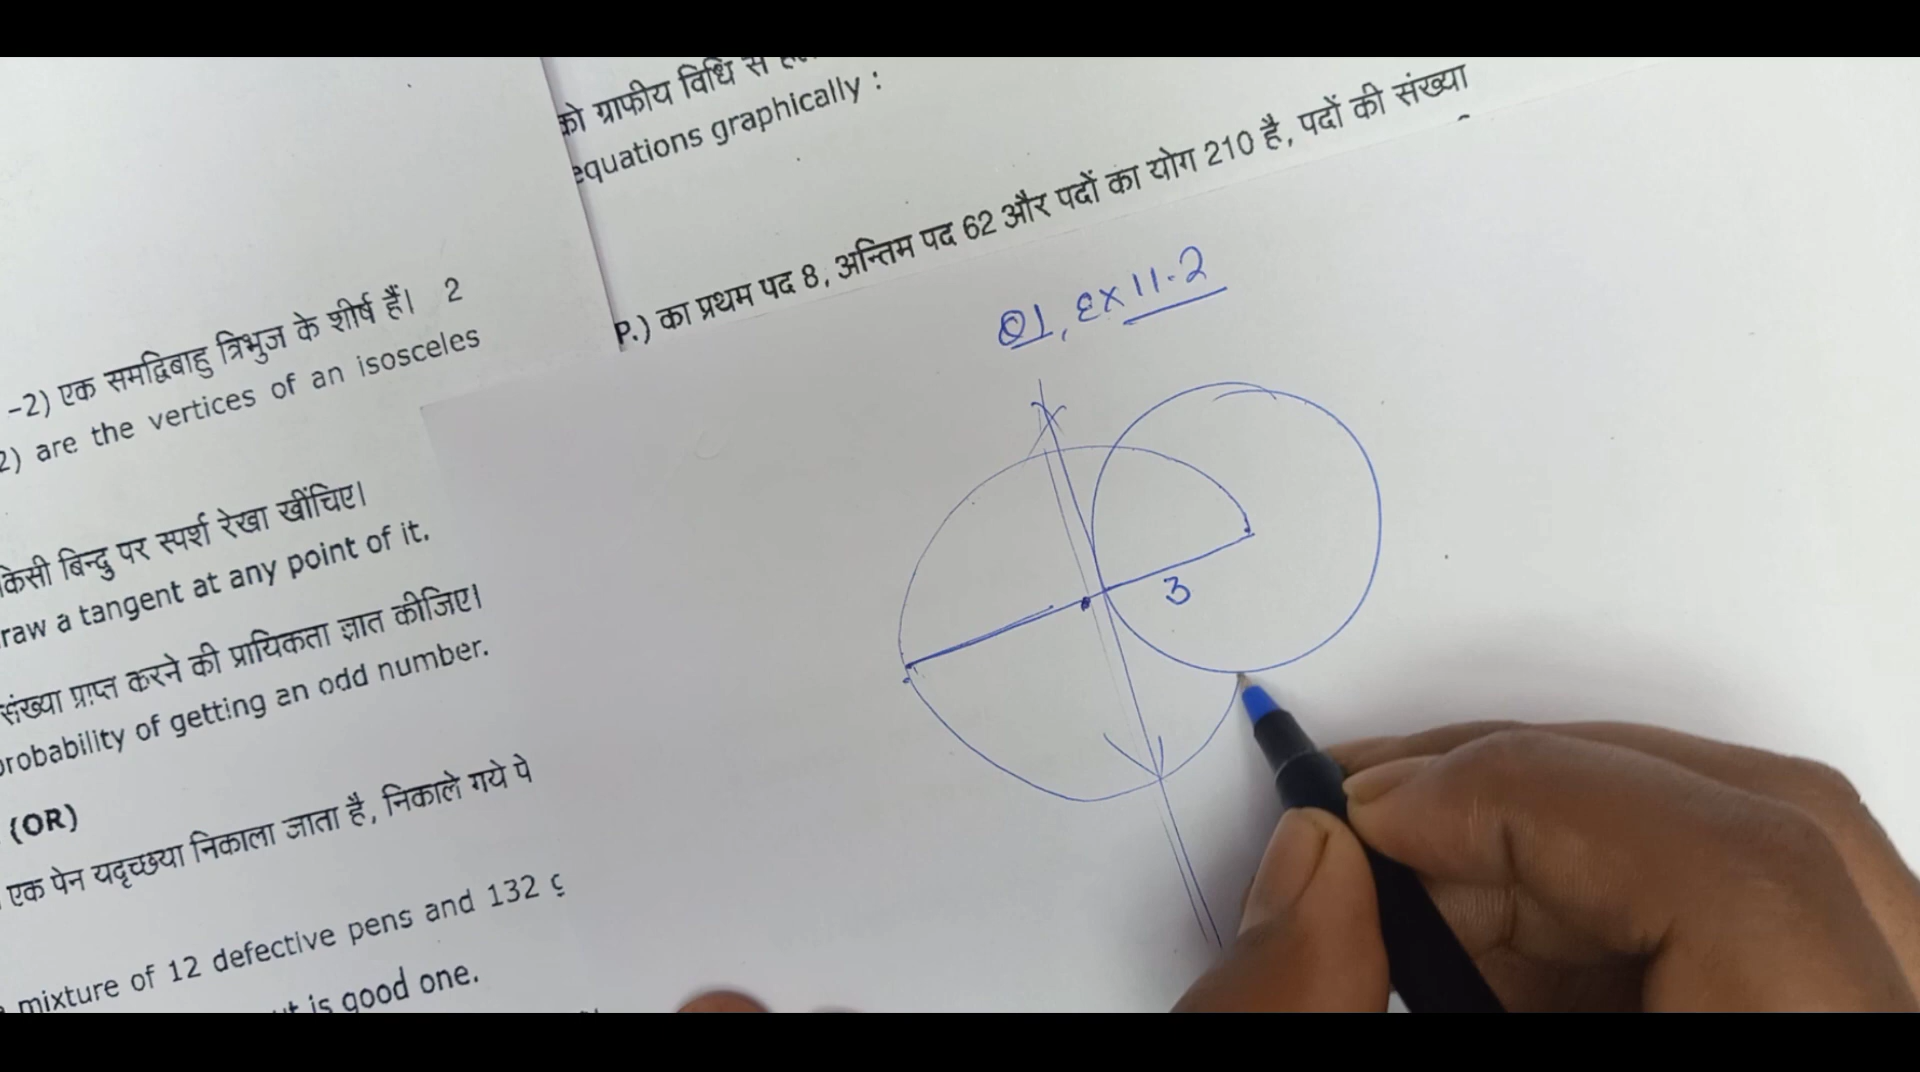 को ग्राफीय विधि से
equations graphically :
P.) का प्रथम पद 8, अन्तिम पद 62 और पदों का योग 210 है, पदों की संख्या
Q1, Ex 11.2
3
-2) एक समद्विबाहु त्रिभुज के शीर्ष हैं। 2
2) are the vertices of an isosceles
किसी बिन्दु पर स्पर्श रेखा खींचिए।
raw a tangent at any point of it.
संख्या प्राप्त करने की प्रायिकता ज्ञात कीजिए।
probability of getting an odd number.
(OR)
एक पेन यदृच्छया निकाला जाता है, निकाले गये पे
mixture of 12 defective pens and 132 g
it is good one.